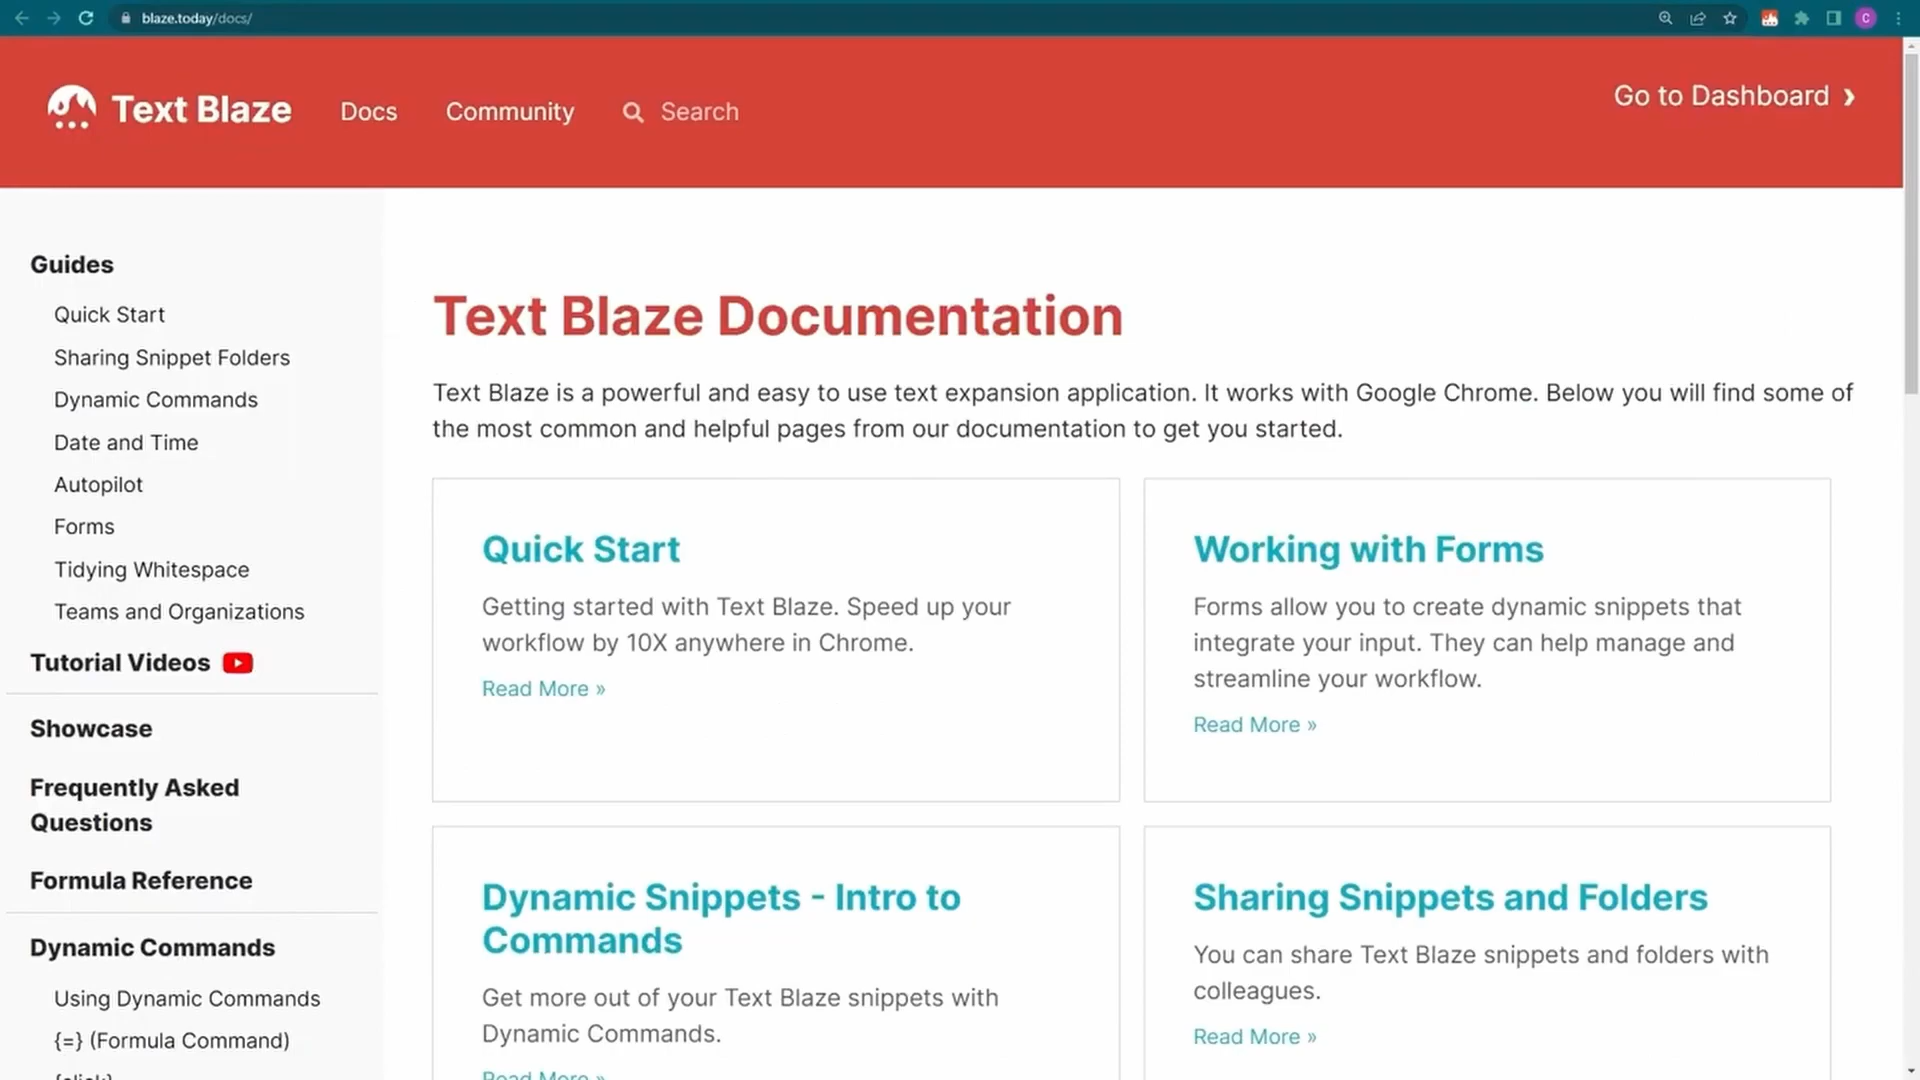 blaze.today/docs/
C
Text Blaze
Docs
Community
Search
Go to Dashboard ›
Guides
Quick Start
Sharing Snippet Folders
Dynamic Commands
Date and Time
Autopilot
Forms
Tidying Whitespace
Teams and Organizations
Tutorial Videos
Showcase
Frequently Asked
Questions
Formula Reference
Dynamic Commands
Using Dynamic Commands
{=} (Formula Command)
{click}
Text Blaze Documentation
Text Blaze is a powerful and easy to use text expansion application. It works with Google Chrome. Below you will find some of
the most common and helpful pages from our documentation to get you started.
Quick Start
Getting started with Text Blaze. Speed up your
workflow by 10X anywhere in Chrome.
Read More »
Working with Forms
Forms allow you to create dynamic snippets that
integrate your input. They can help manage and
streamline your workflow.
Read More »
Dynamic Snippets - Intro to
Commands
Get more out of your Text Blaze snippets with
Dynamic Commands.
Read More »
Sharing Snippets and Folders
You can share Text Blaze snippets and folders with
colleagues.
Read More »